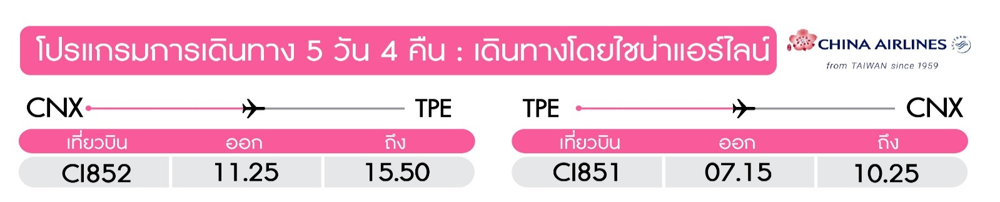 โปรแกรมการเดินทาง 5 วัน 4 คืน : เดินทางโดยไชน่าแอร์ไลน์
CHINA AIRLINES
from TAIWAN since 1959
CNX TPE
เที่ยวบิน ออก ถึง
CI852 11.25 15.50
TPE CNX
เที่ยวบิน ออก ถึง
CI851 07.15 10.25